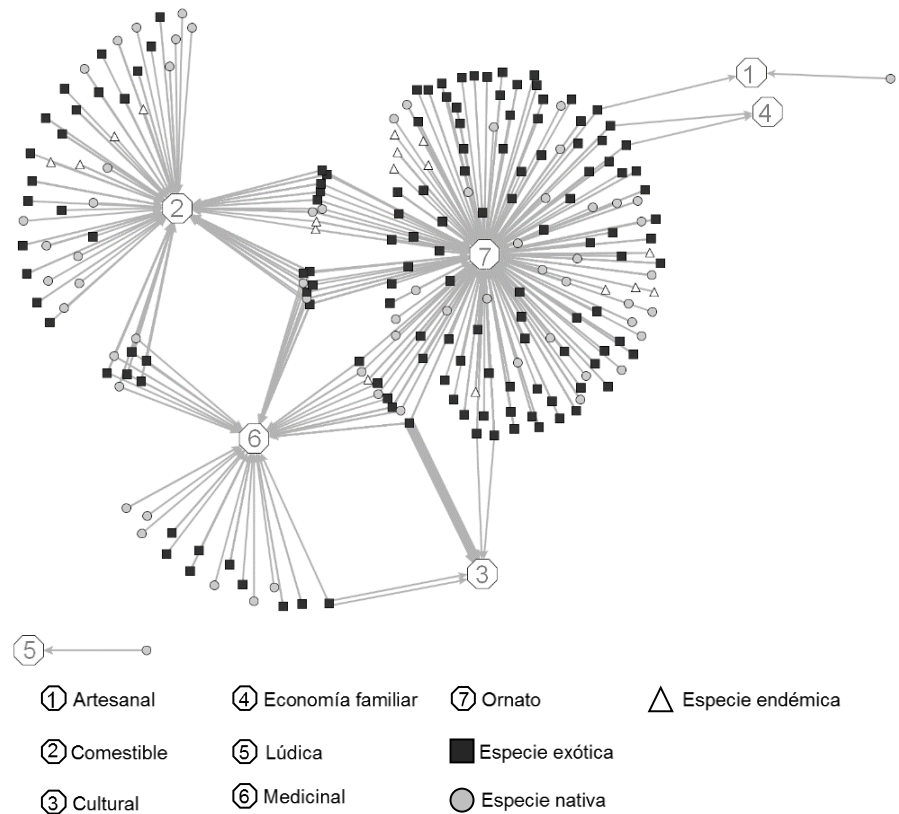 1
4
2
7
6
3
5
1 Artesanal 4 Economía familiar 7 Ornato Especie endémica
2 Comestible 5 Lúdica Especie exótica
3 Cultural 6 Medicinal Especie nativa